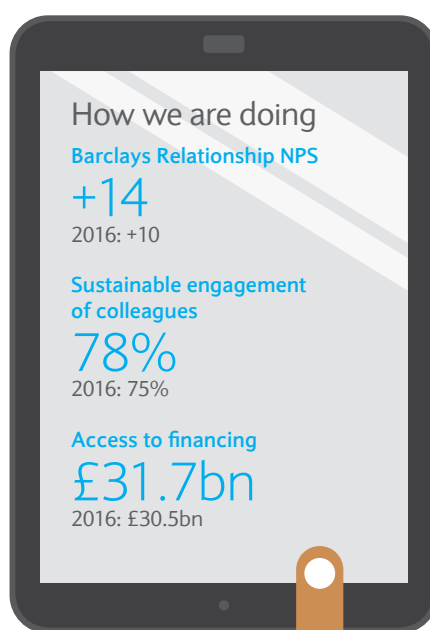 How we are doing
Barclays Relationship NPS
+14
2016: +10
Sustainable engagement
of colleagues
78%
2016: 75%
Access to financing
£31.7bn
2016: £30.5bn